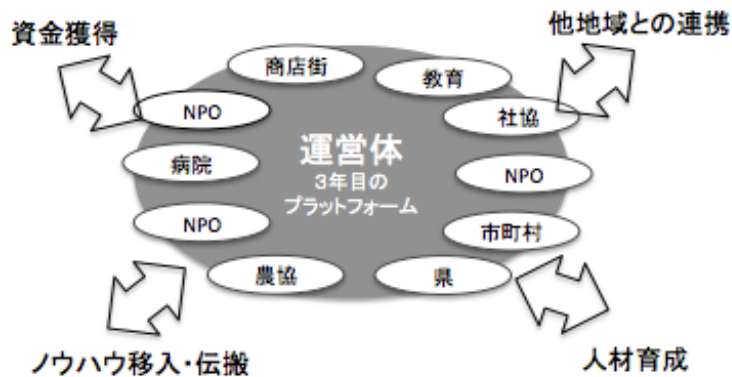 資金獲得
他地域との連携
商店街
教育
NPO
社協
運営体
病院
3年目の
NPO
プラットフォーム
NPO
市町村
農協
県
ノウハウ移入・伝搬
人材育成